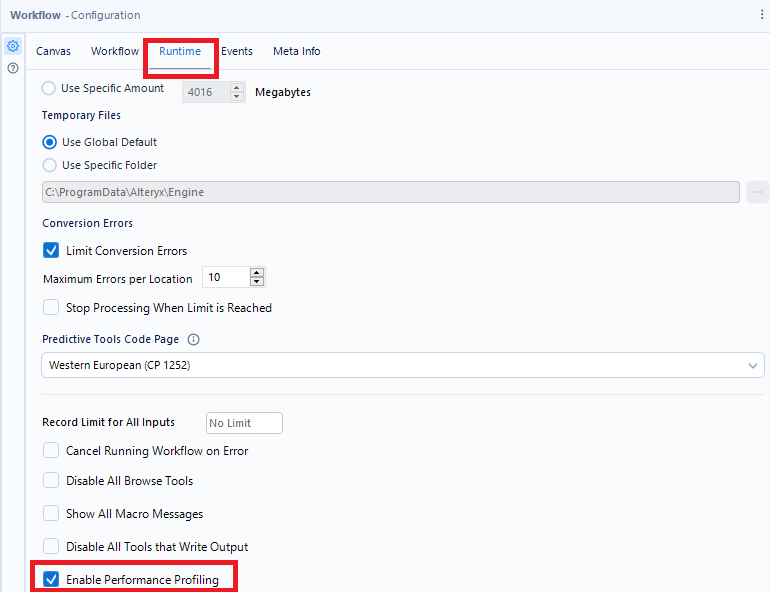 Workflow - Configuration
Canvas Workflow Runtime Events Meta Info
Use Specific Amount 4016 Megabytes
Temporary Files
Use Global Default
Use Specific Folder
C:\ProgramData\Alteryx\Engine ...
Conversion Errors
Limit Conversion Errors
Maximum Errors per Location 10
Stop Processing When Limit is Reached
Predictive Tools Code Page
Western European (CP 1252)
Record Limit for All Inputs No Limit
Cancel Running Workflow on Error
Disable All Browse Tools
Show All Macro Messages
Disable All Tools that Write Output
Enable Performance Profiling